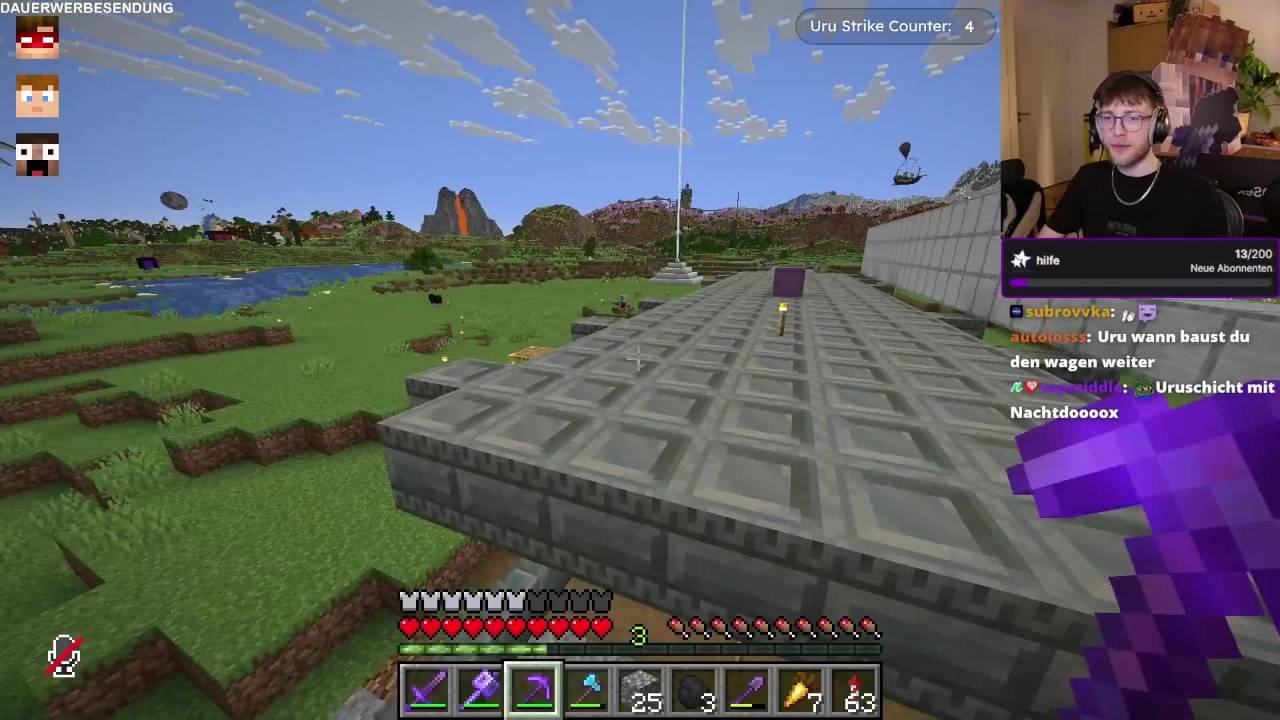 DAUERWERBESENDUNG
Uru Strike Counter: 4
hilfe
13/200
Neue Abonnenten
subrovvka:
autoiosss: Uru wann baust du
den wagen weiter
Uruschicht mit
Nachtdoooox
3
25
3
7
63